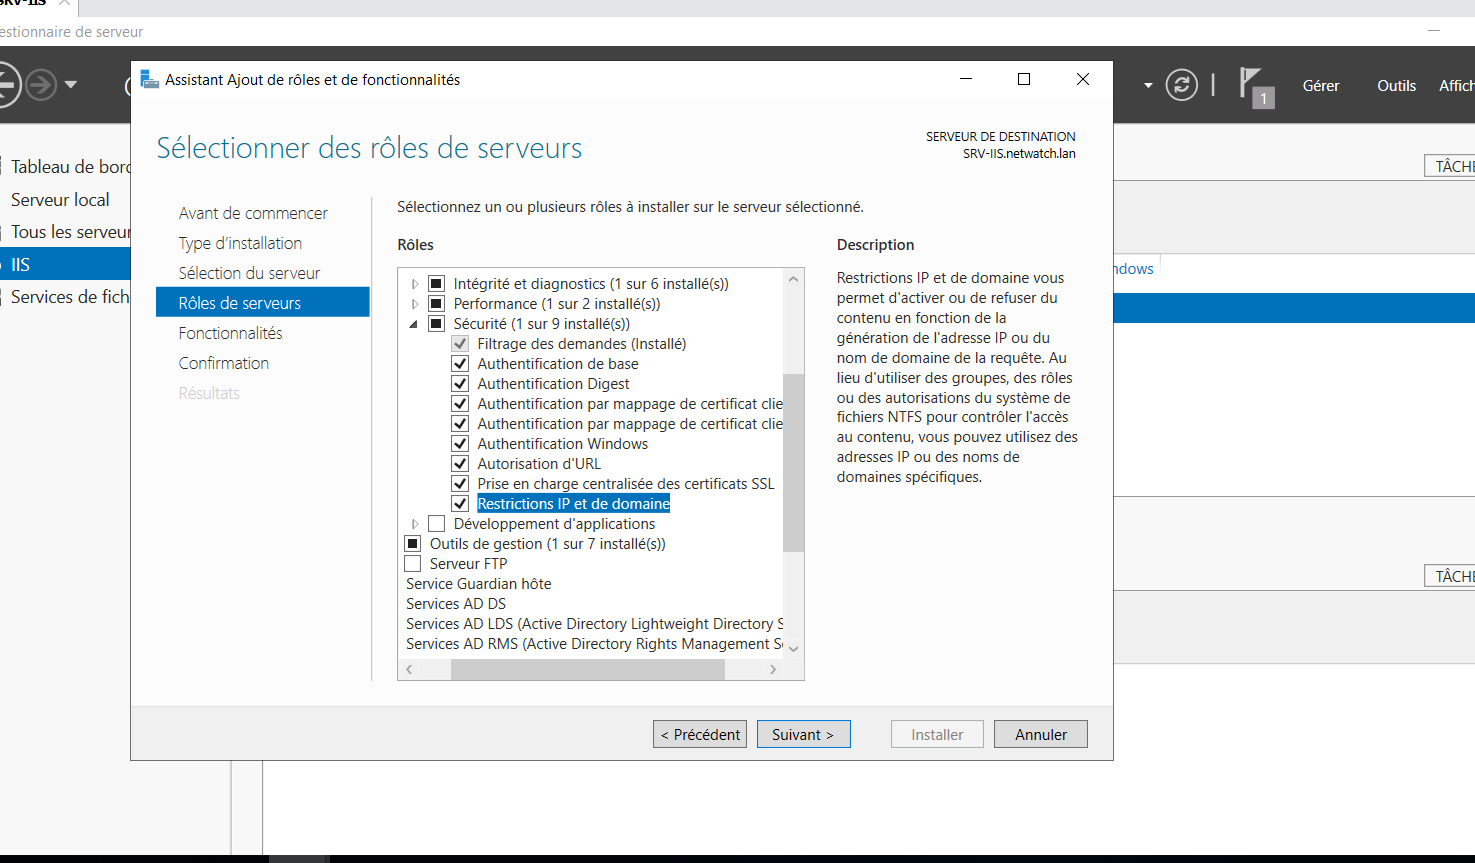 SRV-IIS
estionnaire de serveur
Assistant Ajout de rôles et de fonctionnalités
1
Gérer
Outils
Affich
Sélectionner des rôles de serveurs
SERVEUR DE DESTINATION
SRV-IIS.netwatch.lan
Tableau de bord
Serveur local
Tous les serveur
IIS
Services de fich
TÂCHE
ndows
TÂCHE
Avant de commencer
Type d'installation
Sélection du serveur
Rôles de serveurs
Fonctionnalités
Confirmation
Résultats
Sélectionnez un ou plusieurs rôles à installer sur le serveur sélectionné.
Rôles
Intégrité et diagnostics (1 sur 6 installé(s))
Performance (1 sur 2 installé(s))
Sécurité (1 sur 9 installé(s))
Filtrage des demandes (Installé)
Authentification de base
Authentification Digest
Authentification par mappage de certificat clie
Authentification par mappage de certificat clie
Authentification Windows
Autorisation d'URL
Prise en charge centralisée des certificats SSL
Restrictions IP et de domaine
Développement d'applications
Outils de gestion (1 sur 7 installé(s))
Serveur FTP
Service Guardian hôte
Services AD DS
Services AD LDS (Active Directory Lightweight Directory S
Services AD RMS (Active Directory Rights Management Se
Description
Restrictions IP et de domaine vous
permet d'activer ou de refuser du
contenu en fonction de la
génération de l'adresse IP ou du
nom de domaine de la requête. Au
lieu d'utiliser des groupes, des rôles
ou des autorisations du système de
fichiers NTFS pour contrôler l'accès
au contenu, vous pouvez utilisez des
adresses IP ou des noms de
domaines spécifiques.
< Précédent
Suivant >
Installer
Annuler